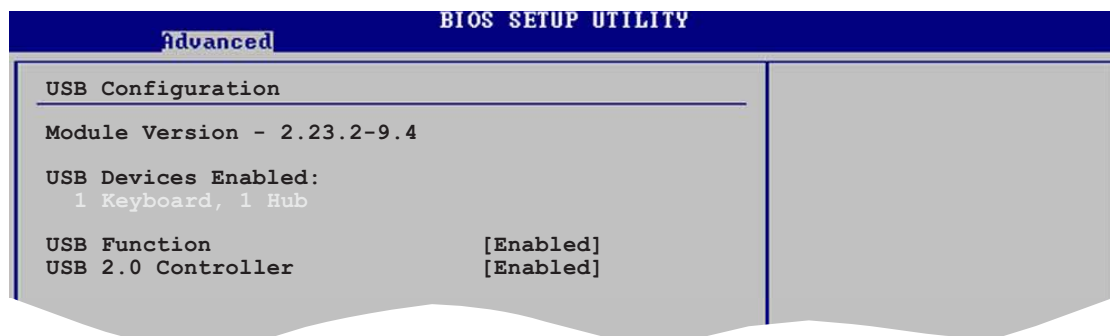 BIOS SETUP UTILITY
Advanced
USB Configuration
Module Version - 2.23.2-9.4
USB Devices Enabled:
1 Keyboard, 1 Hub
USB Function [Enabled]
USB 2.0 Controller [Enabled]